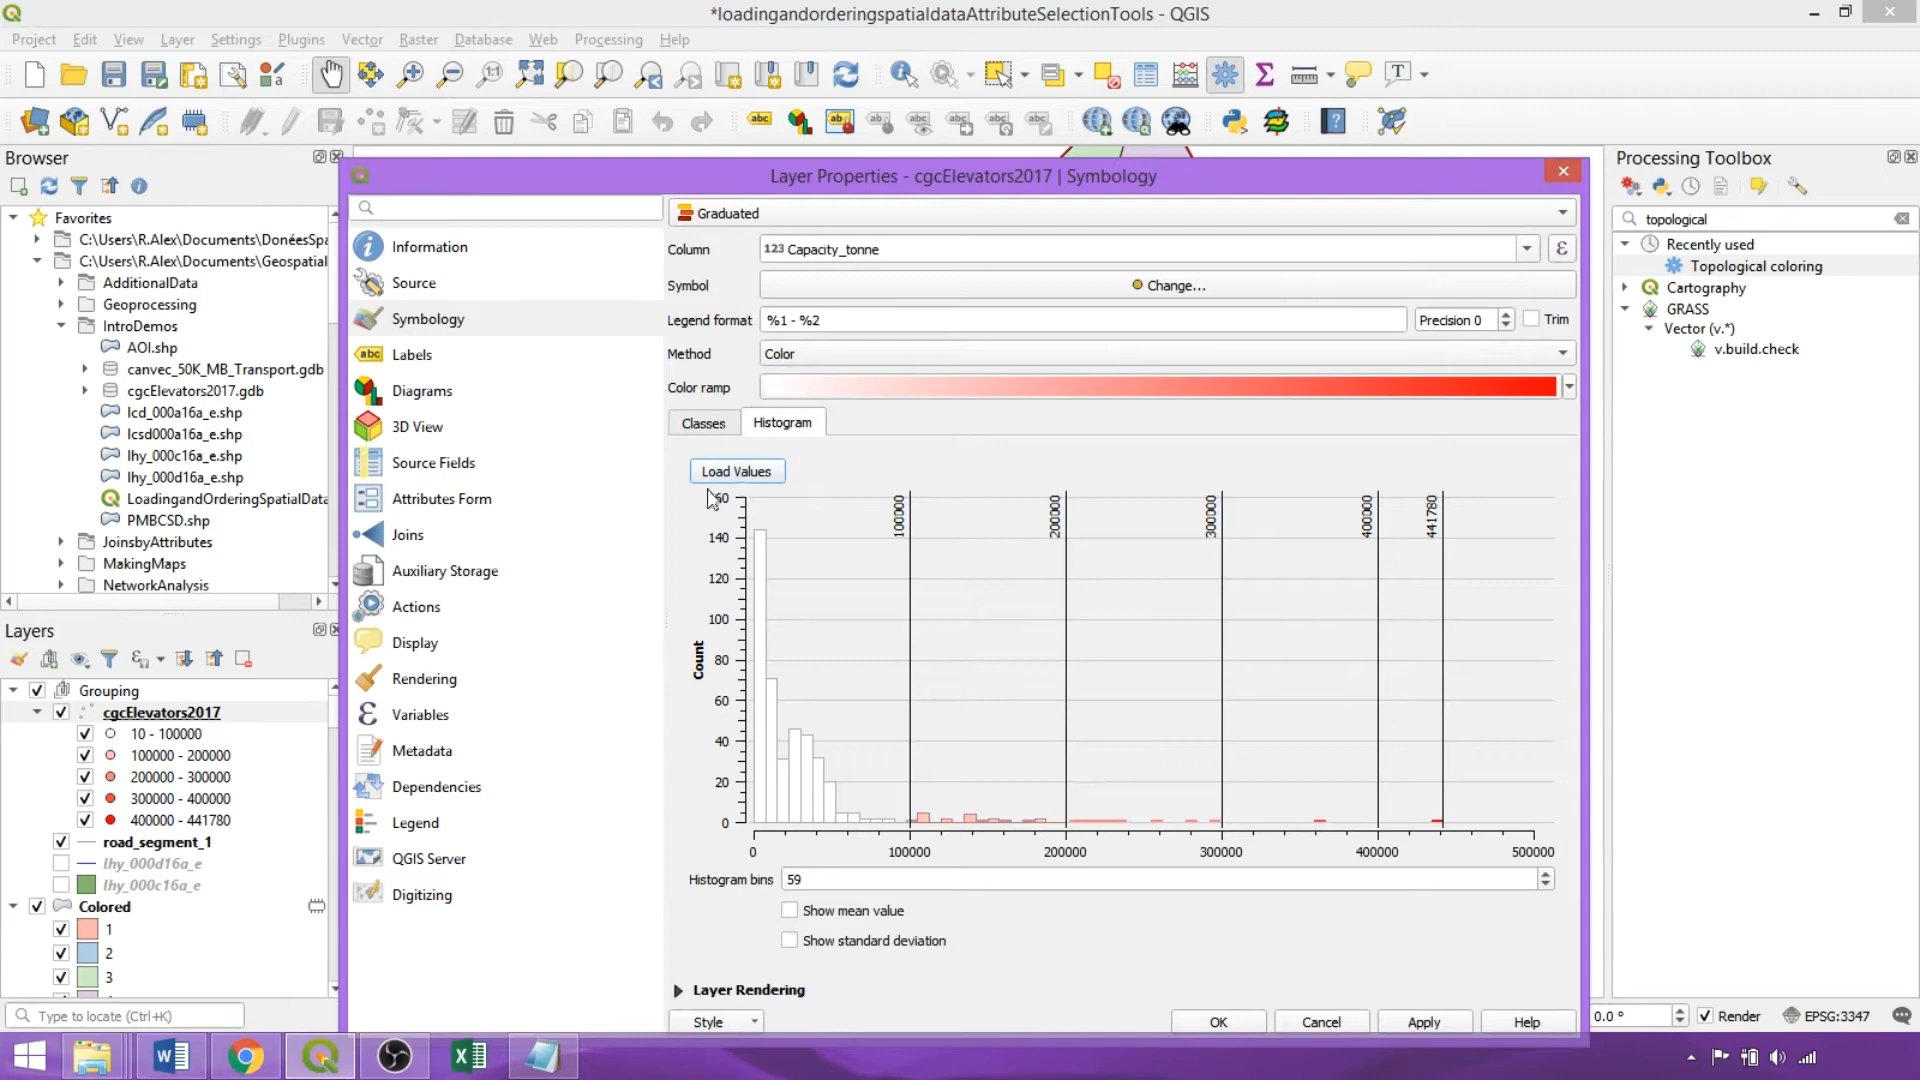 *loadingandorderingspatialdataAttributeSelectionTools - QGIS
Project Edit View Layer Settings Plugins Vector Raster Database Web Processing Help
Browser
Favorites
C:\Users\R.Alex\Documents\DonéesSpa
C:\Users\R.Alex\Documents\Geospatial
AdditionalData
Geoprocessing
IntroDemos
AOI.shp
canvec_50K_MB_Transport.gdb
cgcElevators2017.gdb
lcd_000a16a_e.shp
lcsd000a16a_e.shp
lhy_000c16a_e.shp
lhy_000d16a_e.shp
LoadingandOrderingSpatialData
PMBCSD.shp
JoinsbyAttributes
MakingMaps
NetworkAnalysis
Layers
Grouping
cgcElevators2017
10 - 100000
100000 - 200000
200000 - 300000
300000 - 400000
400000 - 441780
road_segment_1
lhy_000d16a_e
lhy_000c16a_e
Colored
1
2
3
Type to locate (Ctrl+K)
Layer Properties - cgcElevators2017 | Symbology
Information
Source
Symbology
Labels
Diagrams
3D View
Source Fields
Attributes Form
Joins
Auxiliary Storage
Actions
Display
Rendering
Variables
Metadata
Dependencies
Legend
QGIS Server
Digitizing
Graduated
Column 123 Capacity_tonne
Symbol Change...
Legend format %1 - %2 Precision 0 Trim
Method Color
Color ramp
Classes Histogram
Load Values
100000 200000 300000 400000 441780
140
120
100
80
60
40
20
0
Count
0 100000 200000 300000 400000 500000
Histogram bins 59
Show mean value
Show standard deviation
Layer Rendering
Style OK Cancel Apply Help
Processing Toolbox
topological
Recently used
Topological coloring
Cartography
GRASS
Vector (v.*)
v.build.check
0.0 ° Render EPSG:3347